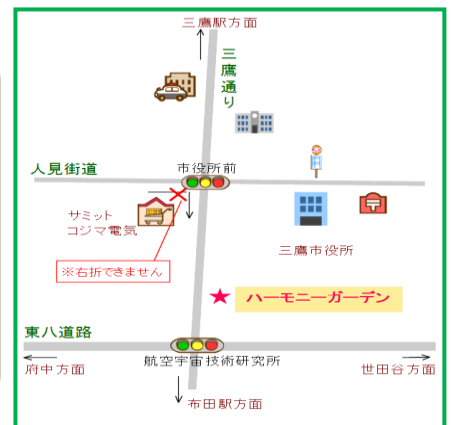 三鷹駅方面
三鷹通り
人見街道
市役所前
サミット
コジマ電気
三鷹市役所
※右折できません
ハーモニーガーデン
東八道路
航空宇宙技術研究所
府中方面
世田谷方面
布田駅方面